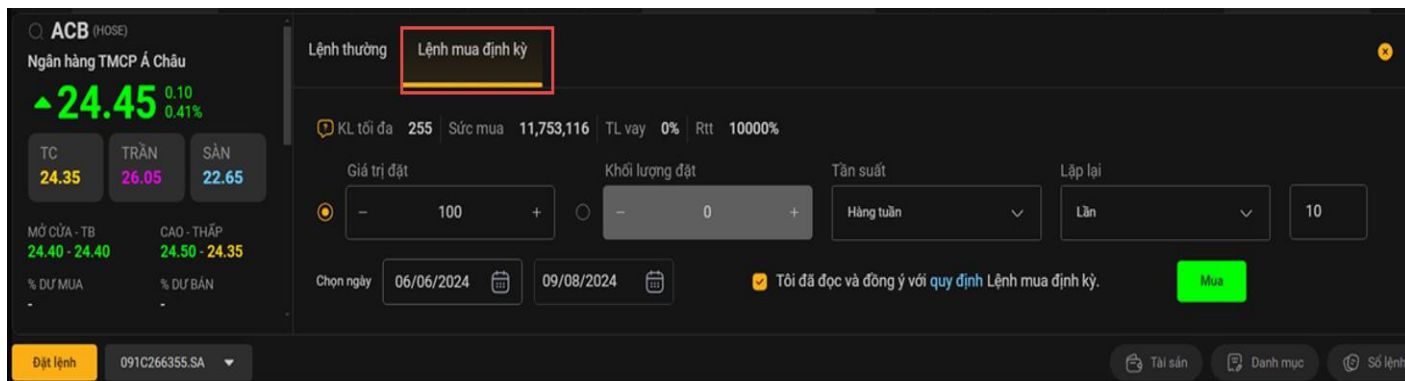 ACB (HOSE)
Ngân hàng TMCP Á Châu
24.45 0.10 0.41%
TC TRẦN SÀN
24.35 26.05 22.65
MỞ CỬA - TB CAO - THẤP
24.40 - 24.40 24.50 - 24.35
% DƯ MUA % DƯ BÁN
- -
Lệnh thường Lệnh mua định kỳ
KL tối đa 255 Sức mua 11,753,116 TL vay 0% Rtt 10000%
Giá trị đặt Khối lượng đặt Tần suất Lặp lại
- 100 + - 0 + Hàng tuần Lần 10
Chọn ngày 06/06/2024 09/08/2024 Tôi đã đọc và đồng ý với quy định Lệnh mua định kỳ. Mua
Đặt lệnh 091C266355.SA Tài sản Danh mục Sổ lệnh